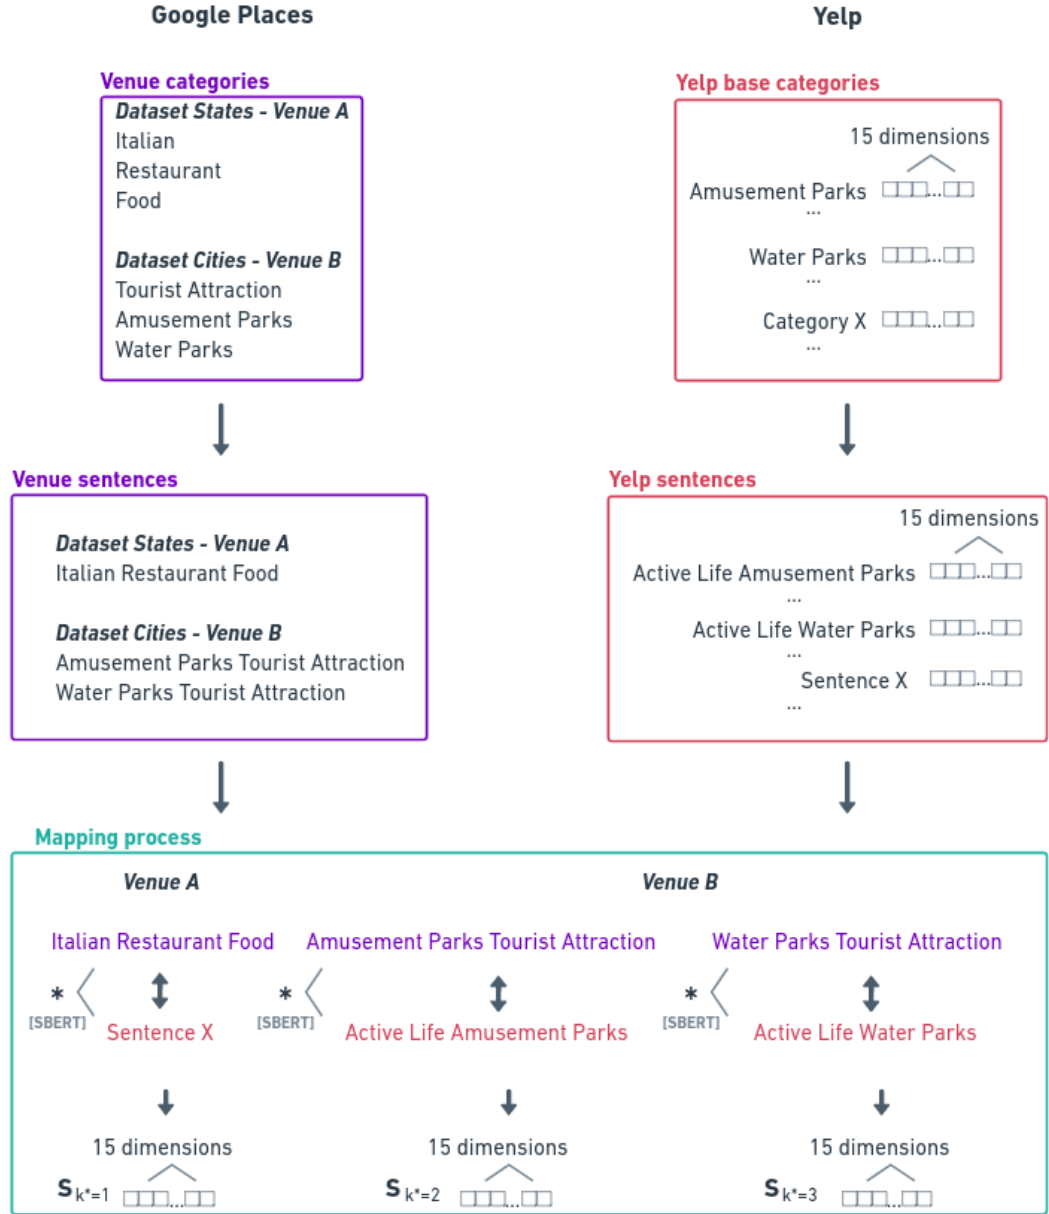 Google Places
Yelp
Venue categories
Dataset States - Venue A
Italian
Restaurant
Food
Dataset Cities - Venue B
Tourist Attraction
Amusement Parks
Water Parks
Yelp base categories
15 dimensions
Amusement Parks
...
...
Water Parks
...
...
Category X
...
...
Venue sentences
Dataset States - Venue A
Italian Restaurant Food
Dataset Cities - Venue B
Amusement Parks Tourist Attraction
Water Parks Tourist Attraction
Yelp sentences
15 dimensions
Active Life Amusement Parks
...
...
Active Life Water Parks
...
...
Sentence X
...
...
Mapping process
Venue A
Venue B
Italian Restaurant Food
* [SBERT]
Sentence X
15 dimensions
S k*=1
...
Amusement Parks Tourist Attraction
* [SBERT]
Active Life Amusement Parks
15 dimensions
S k*=2
...
Water Parks Tourist Attraction
* [SBERT]
Active Life Water Parks
15 dimensions
S k*=3
...